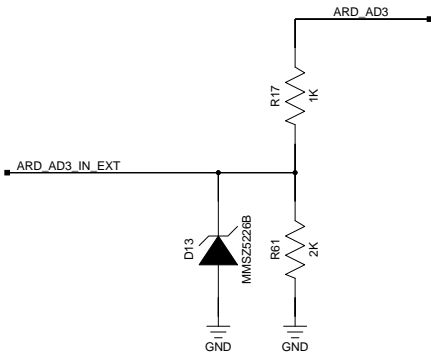 ARD_AD3
R17
1K
ARD_AD3_IN_EXT
D13
MMSZ5226B
R61
2K
GND
GND